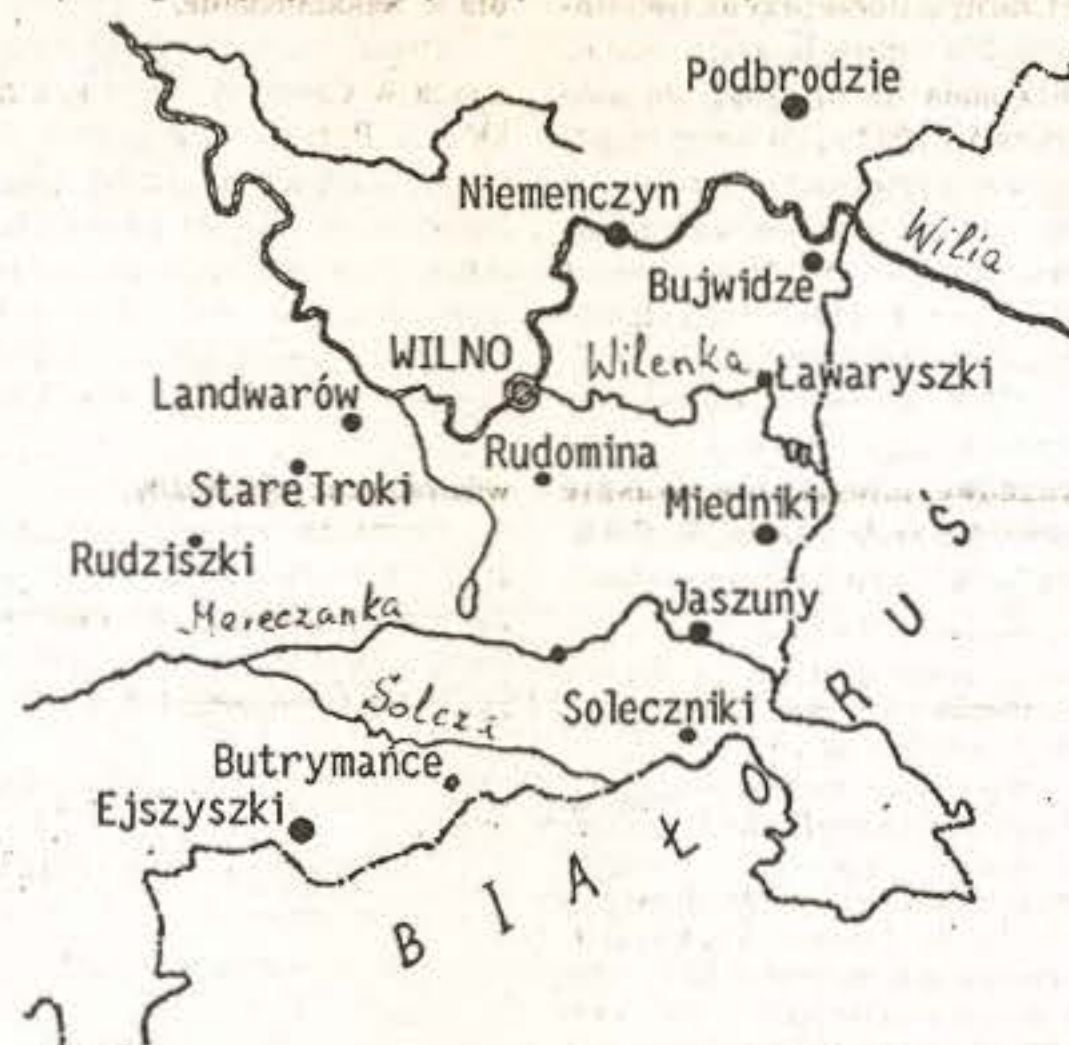 Podbrodzie
Niemenczyn
Wilia
Bujwidze
WILNO
Wilenka
Ławaryszki
Landwarów
Rudomina
Stare Troki
Miedniki
Rudziszki
Mereczanka
Jaszuny
Solcza
Soleczniki
Butrymańce
Ejszyszki
BIAŁORUŚ